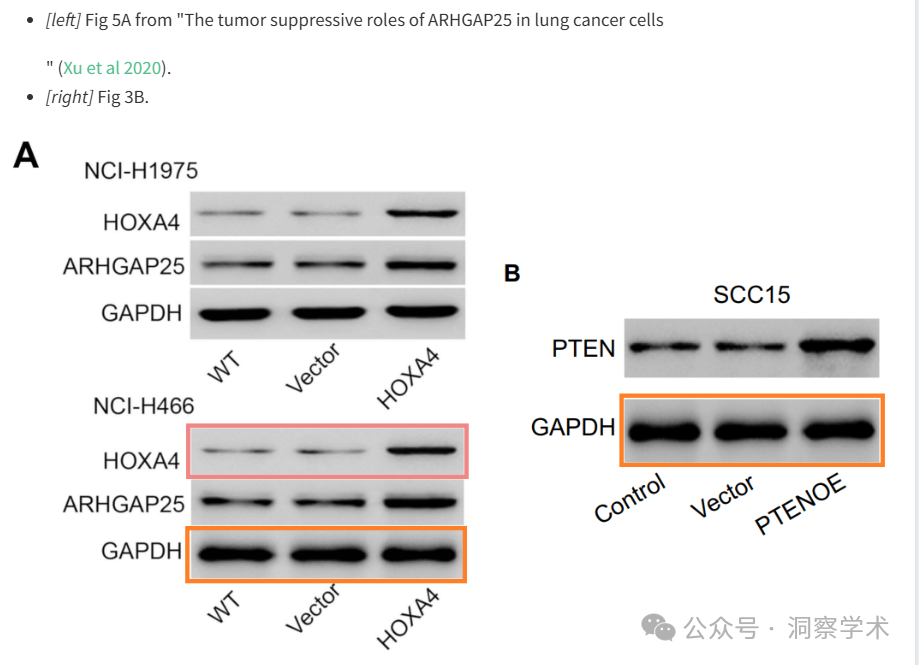 • [left] Fig 5A from "The tumor suppressive roles of ARHGAP25 in lung cancer cells
" (Xu et al 2020).
• [right] Fig 3B.
A
NCI-H1975
HOXA4
ARHGAP25
GAPDH
WT
Vector
HOXA4
NCI-H466
HOXA4
ARHGAP25
GAPDH
WT
Vector
HOXA4
B
SCC15
PTEN
GAPDH
Control
Vector
PTENOE
公众号 · 洞察学术